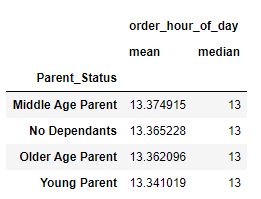 order_hour_of_day
mean median
Parent_Status
Middle Age Parent 13.374915 13
No Dependants 13.365228 13
Older Age Parent 13.362096 13
Young Parent 13.341019 13